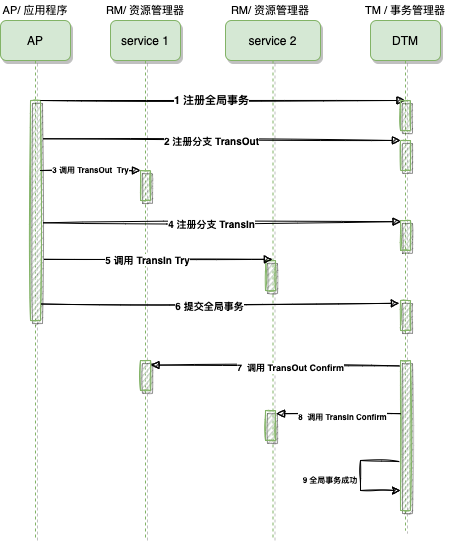 AP/ 应用程序
RM/ 资源管理器
RM/ 资源管理器
TM / 事务管理器
AP
service 1
service 2
DTM
1 注册全局事务
2 注册分支 TransOut
3 调用 TransOut Try
4 注册分支 TransIn
5 调用 TransIn Try
6 提交全局事务
7 调用 TransOut Confirm
8 调用 TransIn Confirm
9 全局事务成功